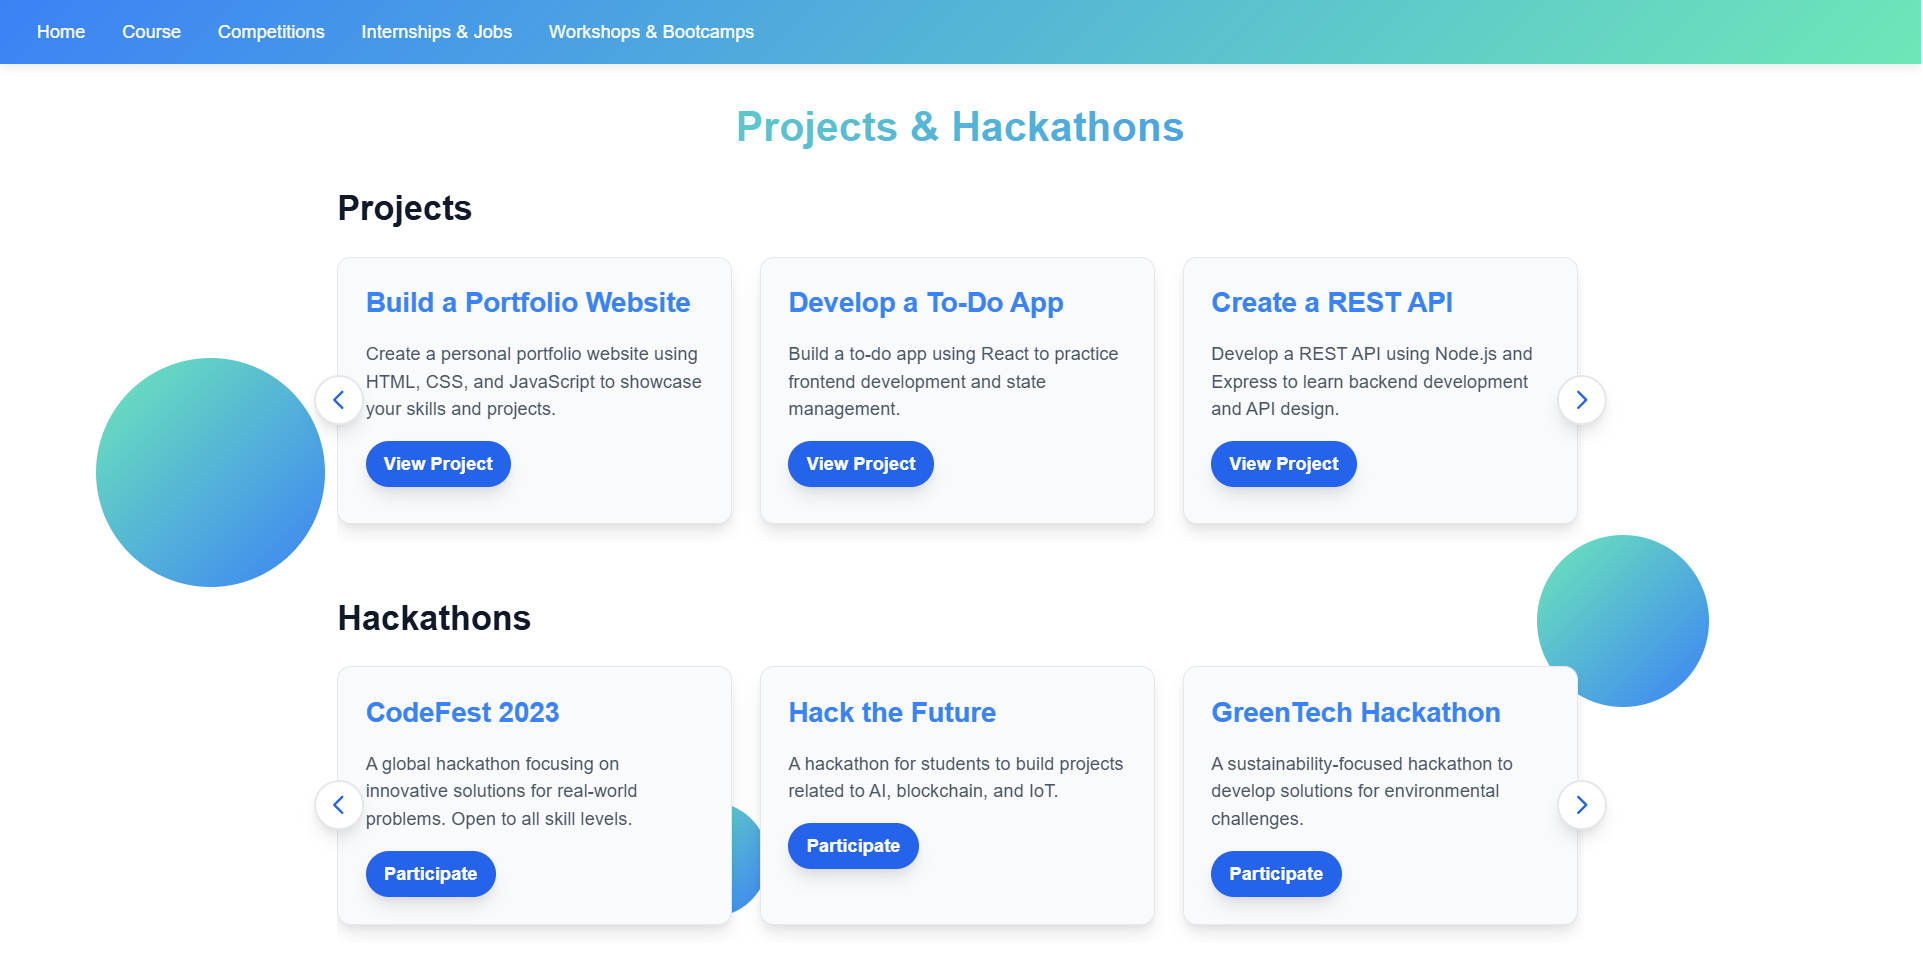 Home Course Competitions Internships & Jobs Workshops & Bootcamps
Projects & Hackathons
Projects
Build a Portfolio Website
Create a personal portfolio website using
HTML, CSS, and JavaScript to showcase
your skills and projects.
View Project
Develop a To-Do App
Build a to-do app using React to practice
frontend development and state
management.
View Project
Create a REST API
Develop a REST API using Node.js and
Express to learn backend development
and API design.
View Project
Hackathons
CodeFest 2023
A global hackathon focusing on
innovative solutions for real-world
problems. Open to all skill levels.
Participate
Hack the Future
A hackathon for students to build projects
related to AI, blockchain, and IoT.
Participate
GreenTech Hackathon
A sustainability-focused hackathon to
develop solutions for environmental
challenges.
Participate